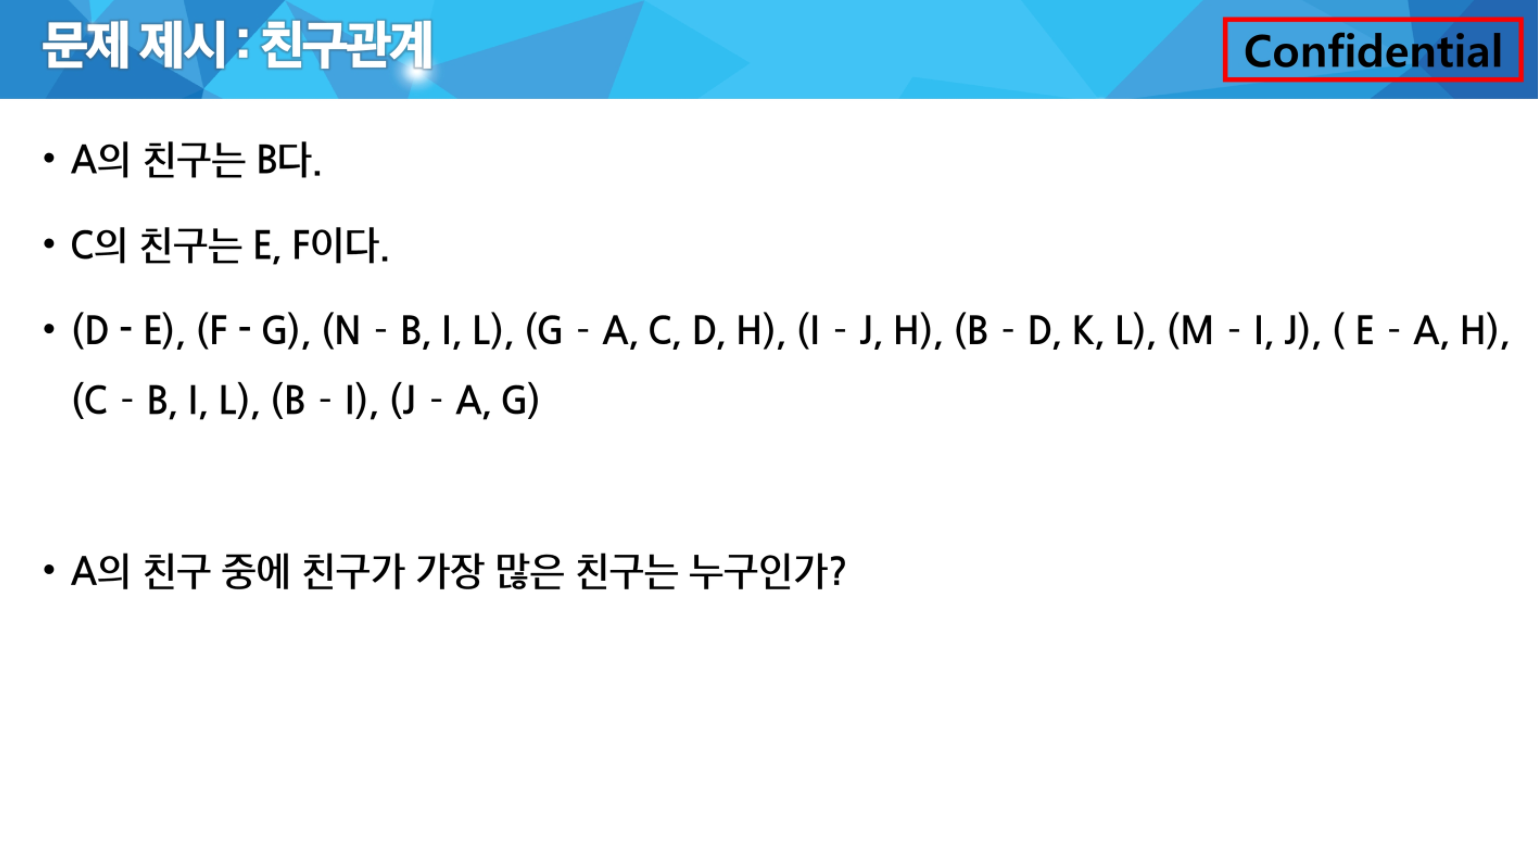 문제 제시 : 친구관계
Confidential
• A의 친구는 B다.
• C의 친구는 E, F이다.
• (D - E), (F - G), (N - B, I, L), (G - A, C, D, H), (I - J, H), (B - D, K, L), (M - I, J), ( E - A, H),
(C - B, I, L), (B - I), (J - A, G)
• A의 친구 중에 친구가 가장 많은 친구는 누구인가?